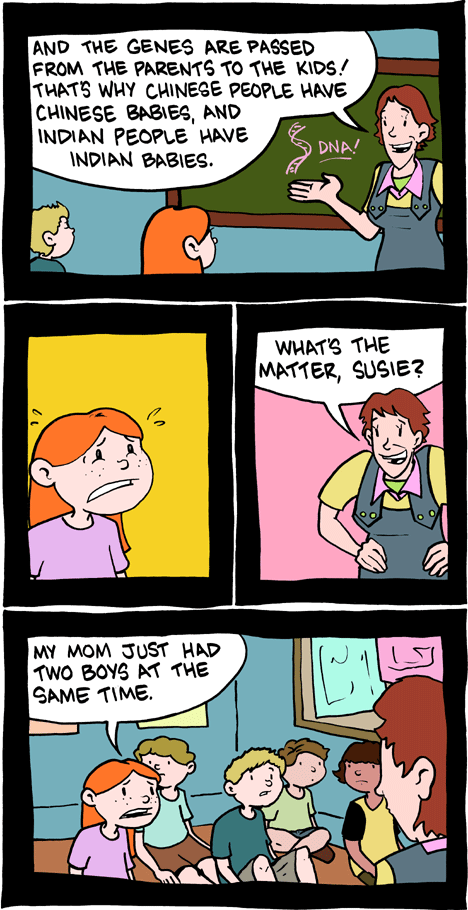 AND THE GENES ARE PASSED
FROM THE PARENTS TO THE KIDS!
THAT'S WHY CHINESE PEOPLE HAVE
CHINESE BABIES, AND
INDIAN PEOPLE HAVE
INDIAN BABIES.
DNA!
WHAT'S THE
MATTER, SUSIE?
MY MOM JUST HAD
TWO BOYS AT THE
SAME TIME.